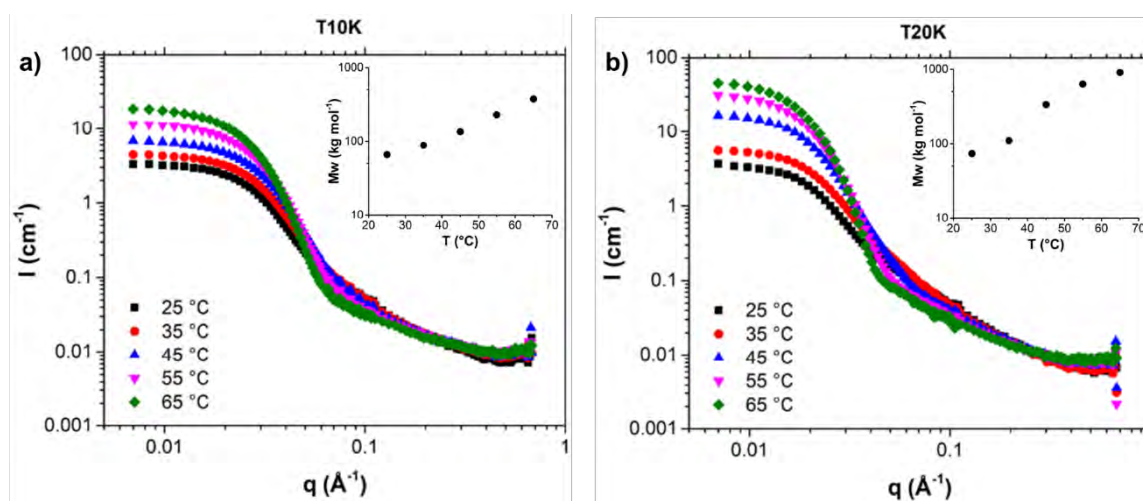 T10K
a)
100
10
1
0.1
0.01
0.001
I (cm⁻¹)
0.01
0.1
1
q (Å⁻¹)
25 °C
35 °C
45 °C
55 °C
65 °C
1000
100
10
Mw (kg mol⁻¹)
20 30 40 50 60 70
T (°C)
T20K
b)
100
10
1
0.1
0.01
0.001
I (cm⁻¹)
0.01
0.1
1
q (Å⁻¹)
25 °C
35 °C
45 °C
55 °C
65 °C
1000
100
10
Mw (kg mol⁻¹)
20 30 40 50 60 70
T (°C)